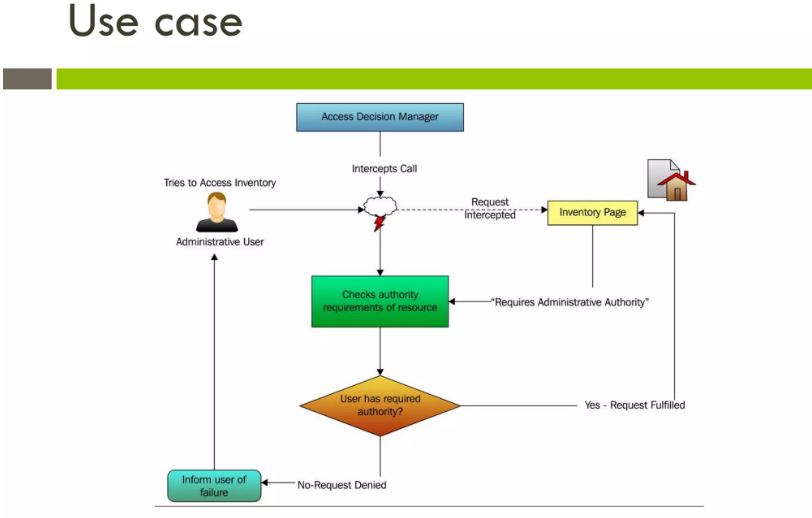 Use case
Access Decision Manager
Intercepts Call
Tries to Access Inventory
Administrative User
Request
Intercepted
Inventory Page
Checks authority
requirements of resource
"Requires Administrative Authority"
User has required
authority?
Yes - Request Fulfilled
No-Request Denied
Inform user of
failure